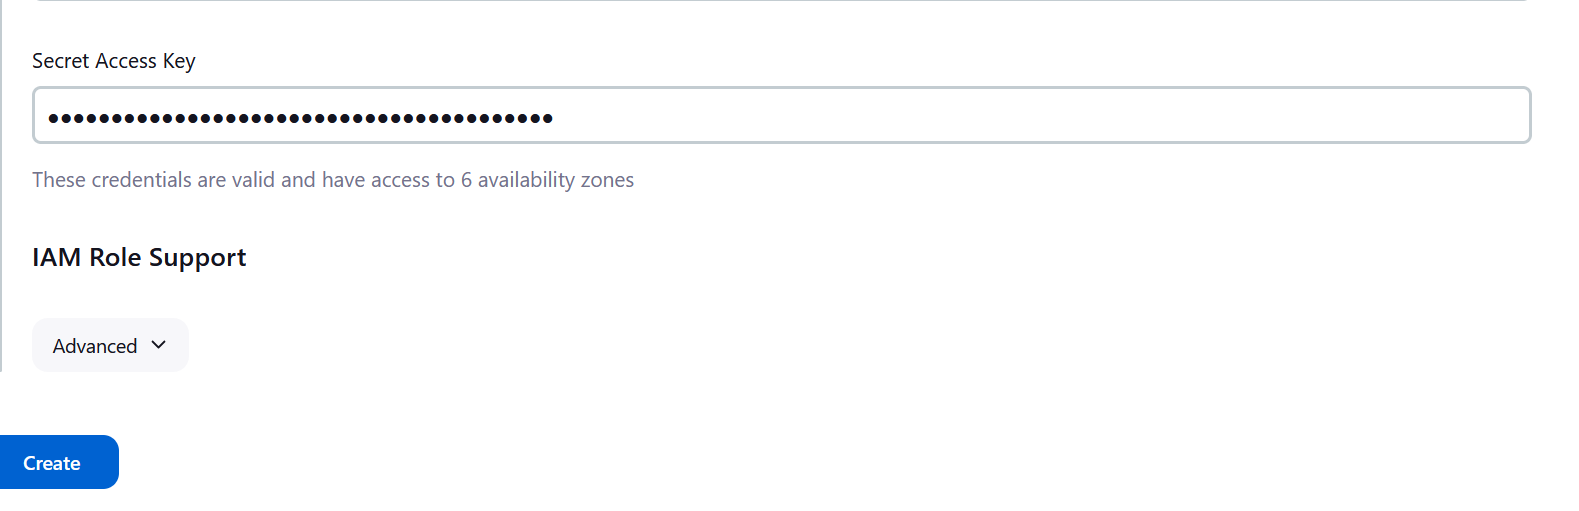 Secret Access Key
••••••••••••••••••••••••••••••••••••••••
These credentials are valid and have access to 6 availability zones
IAM Role Support
Advanced
Create